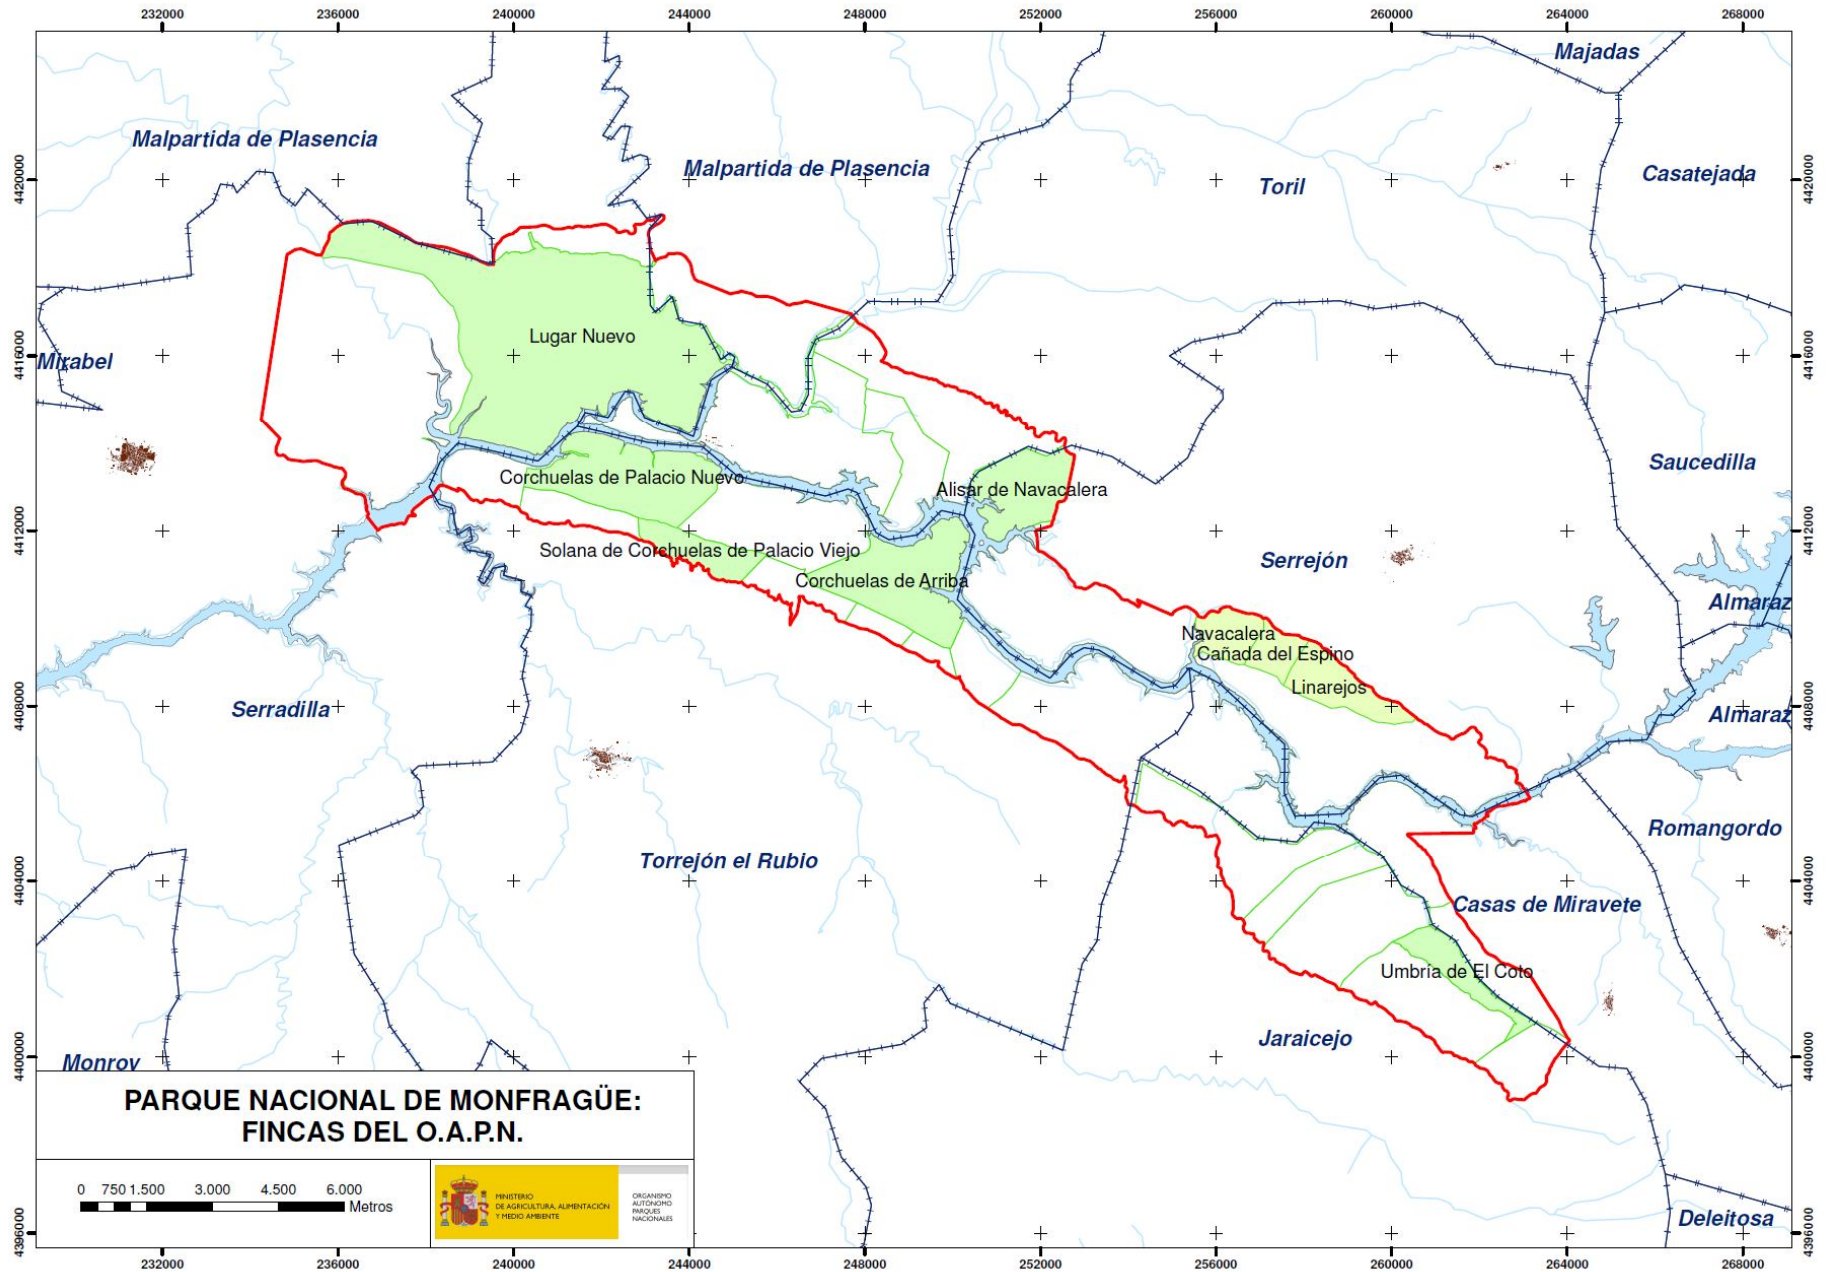 232000 236000 240000 244000 248000 252000 256000 260000 264000 268000
Majadas
Malpartida de Plasencia
Malpartida de Plasencia
Casatejada
Toril
4420000 4420000
Lugar Nuevo
4416000 4416000
Mirabel
Saucedilla
Corchuelas de Palacio Nuevo
Alisar de Navacalera
4412000 4412000
Solana de Corchuelas de Palacio Viejo
Serrejón
Corchuelas de Arriba
Almaraz
Navacalera
Cañada del Espino
Linarejos
4408000 4408000
Serradilla
Almaraz
Romangordo
Torrejón el Rubio
4404000 4404000
Casas de Miravete
Umbría de El Coto
Jaraicejo
4400000 4400000
Monroy
PARQUE NACIONAL DE MONFRAGÜE:
FINCAS DEL O.A.P.N.
0 750 1.500 3.000 4.500 6.000
Metros
MINISTERIO
DE AGRICULTURA, ALIMENTACIÓN
Y MEDIO AMBIENTE
ORGANISMO
AUTÓNOMO
PARQUES
NACIONALES
Deleitosa
4396000 4396000
232000 236000 240000 244000 248000 252000 256000 260000 264000 268000